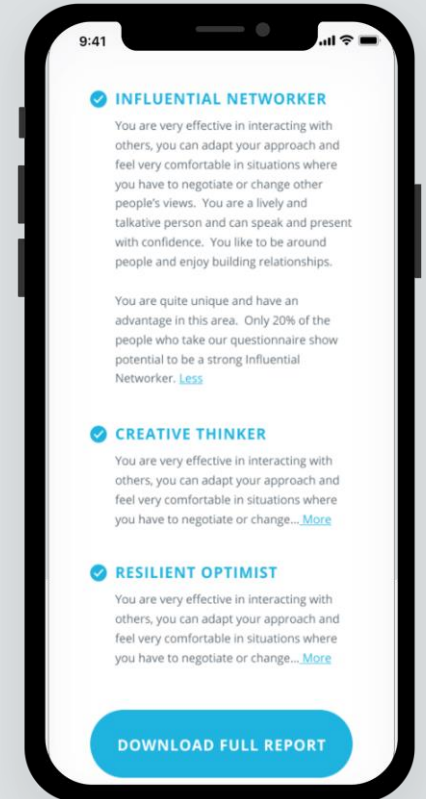 9:41
INFLUENTIAL NETWORKER
You are very effective in interacting with
others, you can adapt your approach and
feel very comfortable in situations where
you have to negotiate or change other
people's views.  You are a lively and
talkative person and can speak and present
with confidence.  You like to be around
people and enjoy building relationships.
You are quite unique and have an
advantage in this area.  Only 20% of the
people who take our questionnaire show
potential to be a strong Influential
Networker. Less
CREATIVE THINKER
You are very effective in interacting with
others, you can adapt your approach and
feel very comfortable in situations where
you have to negotiate or change... More
RESILIENT OPTIMIST
You are very effective in interacting with
others, you can adapt your approach and
feel very comfortable in situations where
you have to negotiate or change... More
DOWNLOAD FULL REPORT